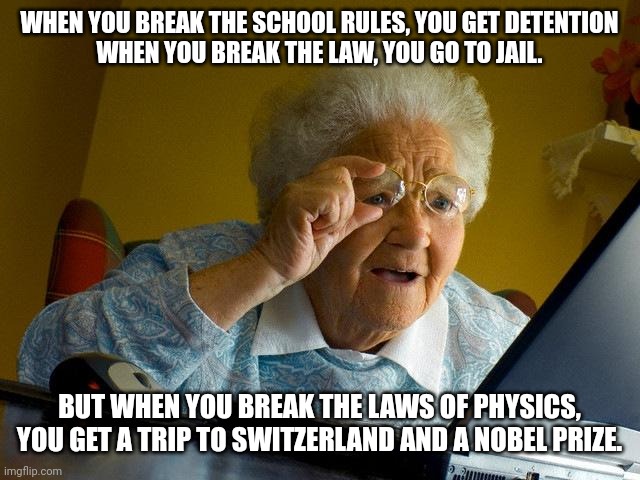 WHEN YOU BREAK THE SCHOOL RULES, YOU GET DETENTION
WHEN YOU BREAK THE LAW, YOU GO TO JAIL.
BUT WHEN YOU BREAK THE LAWS OF PHYSICS,
YOU GET A TRIP TO SWITZERLAND AND A NOBEL PRIZE.
imgflip.com